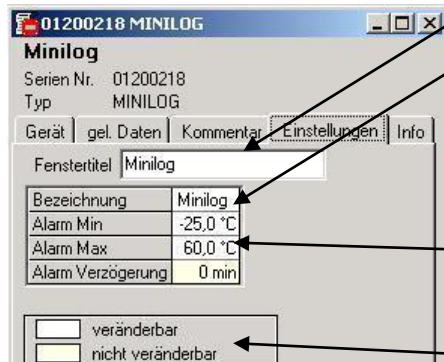 01200218 MINILOG
Minilog
Serien Nr. 01200218
Typ MINILOG
Gerät gel. Daten Kommentar Einstellungen Info
Fenstertitel Minilog
Bezeichnung Minilog
Alarm Min -25,0 °C
Alarm Max 60,0 °C
Alarm Verzögerung 0 min
veränderbar
nicht veränderbar